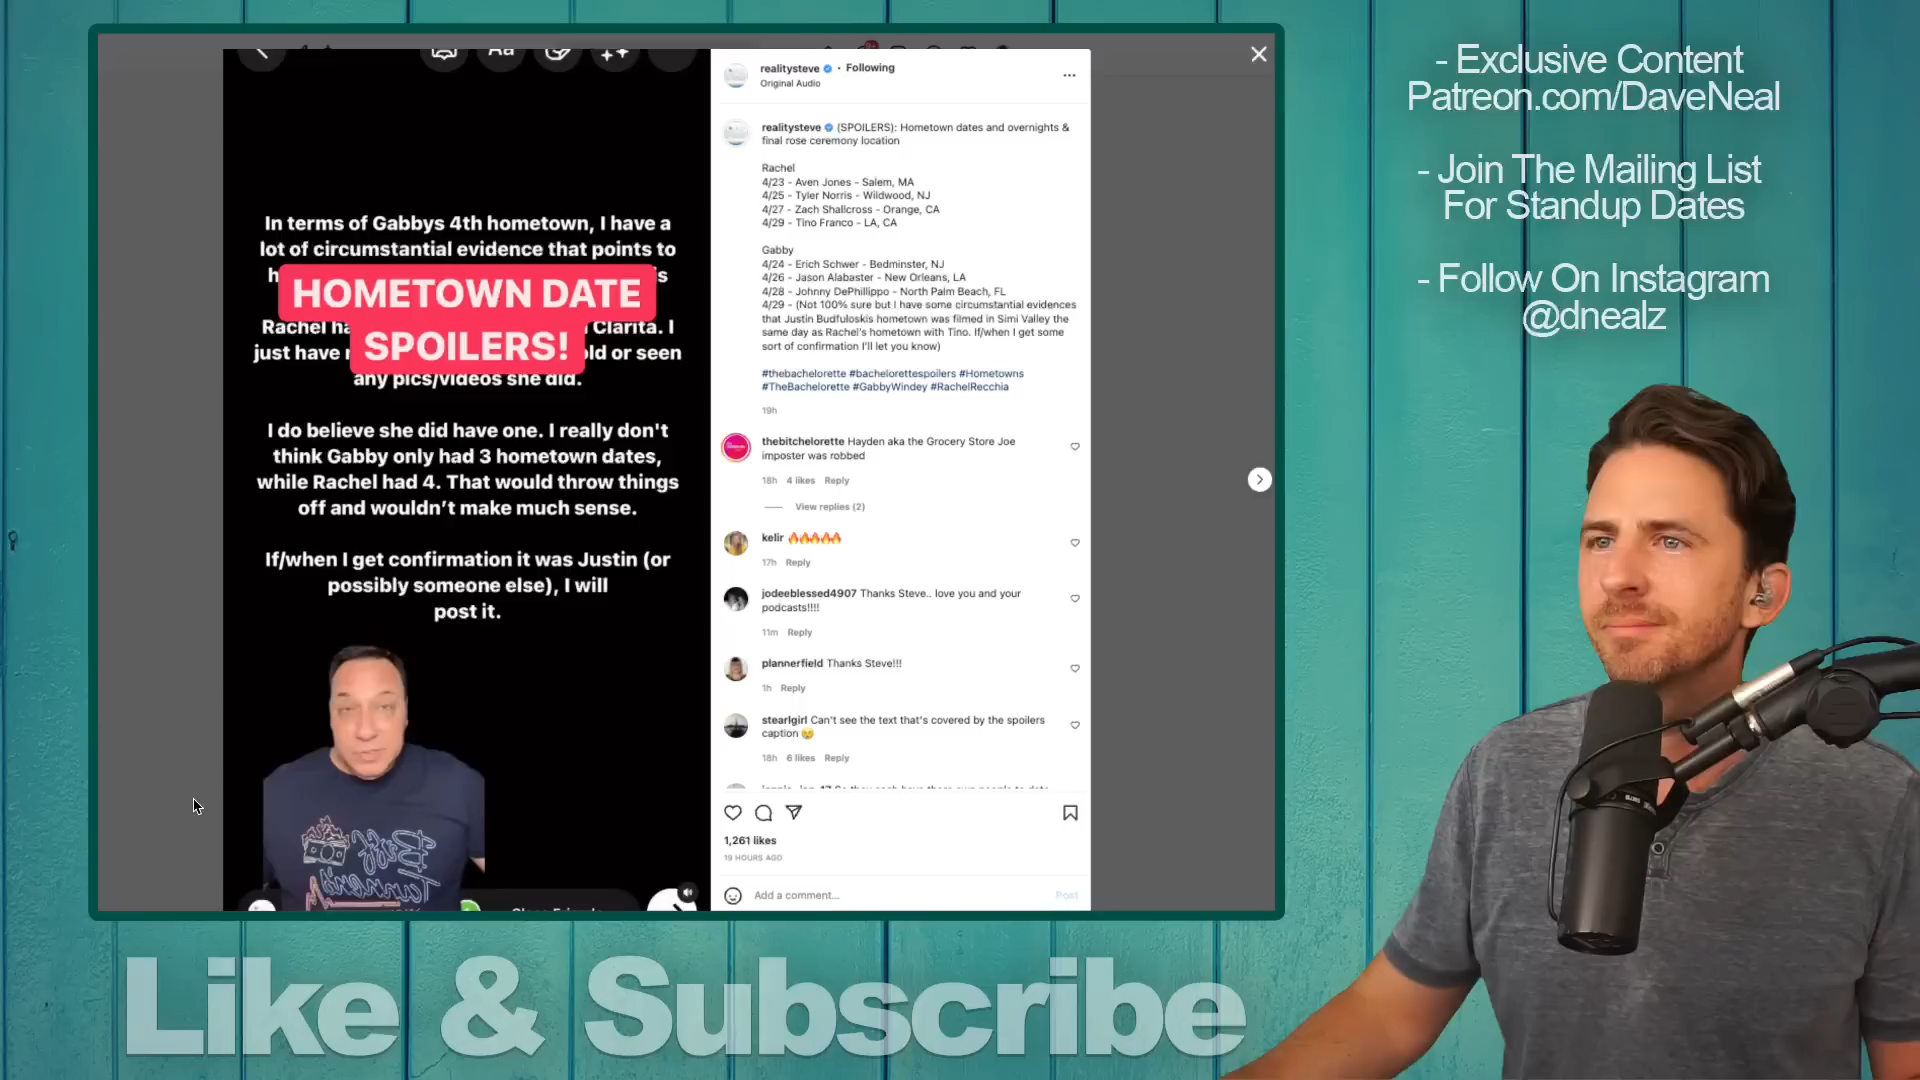 - Exclusive Content
Patreon.com/DaveNeal
- Join The Mailing List
For Standup Dates
- Follow On Instagram
@dnealz
Aa
In terms of Gabbys 4th hometown, I have a
lot of circumstantial evidence that points to
HOMETOWN DATE
SPOILERS!
Rachel Clarita. I
just have or seen
any pics/videos she did.
I do believe she did have one. I really don't
think Gabby only had 3 hometown dates,
while Rachel had 4. That would throw things
off and wouldn't make much sense.
If/when I get confirmation it was Justin (or
possibly someone else), I will
post it.
realitysteve • Following
Original Audio
realitysteve (SPOILERS): Hometown dates and overnights &
final rose ceremony location
Rachel
4/23 - Aven Jones - Salem, MA
4/25 - Tyler Norris - Wildwood, NJ
4/27 - Zach Shallcross - Orange, CA
4/29 - Tino Franco - LA, CA
Gabby
4/24 - Erich Schwer - Bedminster, NJ
4/26 - Jason Alabaster - New Orleans, LA
4/28 - Johnny DePhillippo - North Palm Beach, FL
4/29 - (Not 100% sure but I have some circumstantial evidences
that Justin Budfuloskis hometown was filmed in Simi Valley the
same day as Rachel's hometown with Tino. If/when I get some
sort of confirmation I'll let you know)
#thebachelorette #bachelorettespoilers #Hometowns
#TheBachelorette #GabbyWindey #RachelRecchia
19h
thebitchelorette Hayden aka the Grocery Store Joe
imposter was robbed
18h 4 likes Reply
View replies (2)
kelir 🔥🔥🔥🔥🔥
17h Reply
jodeeblessed4907 Thanks Steve.. love you and your
podcasts!!!!
11m Reply
plannerfield Thanks Steve!!!
1h Reply
stearlgirl Can't see the text that's covered by the spoilers
caption 😢
18h 6 likes Reply
1,261 likes
19 HOURS AGO
Add a comment...
Post
Like & Subscribe